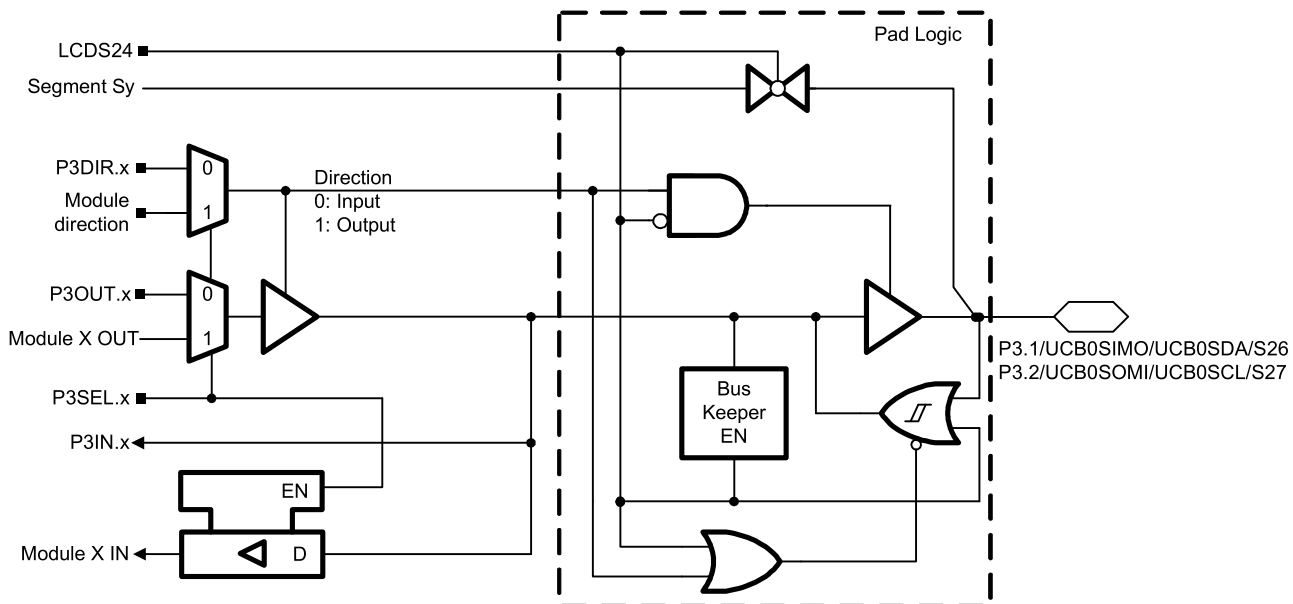 Pad Logic
LCDS24
Segment Sy
P3DIR.x
0
Direction
0: Input
1: Output
Module
direction
1
P3OUT.x
0
Module X OUT
1
P3.1/UCB0SIMO/UCB0SDA/S26
P3.2/UCB0SOMI/UCB0SCL/S27
Bus
Keeper
EN
P3SEL.x
P3IN.x
EN
Module X IN
D